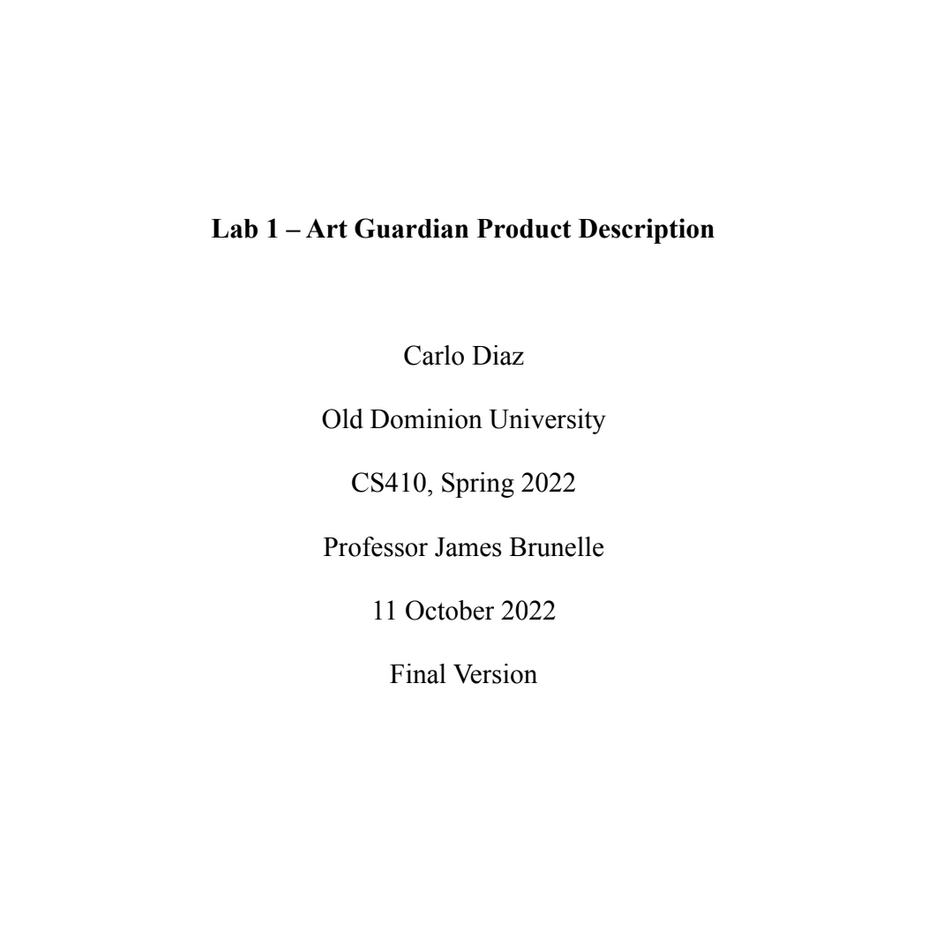 Lab 1 – Art Guardian Product Description
Carlo Diaz
Old Dominion University
CS410, Spring 2022
Professor James Brunelle
11 October 2022
Final Version